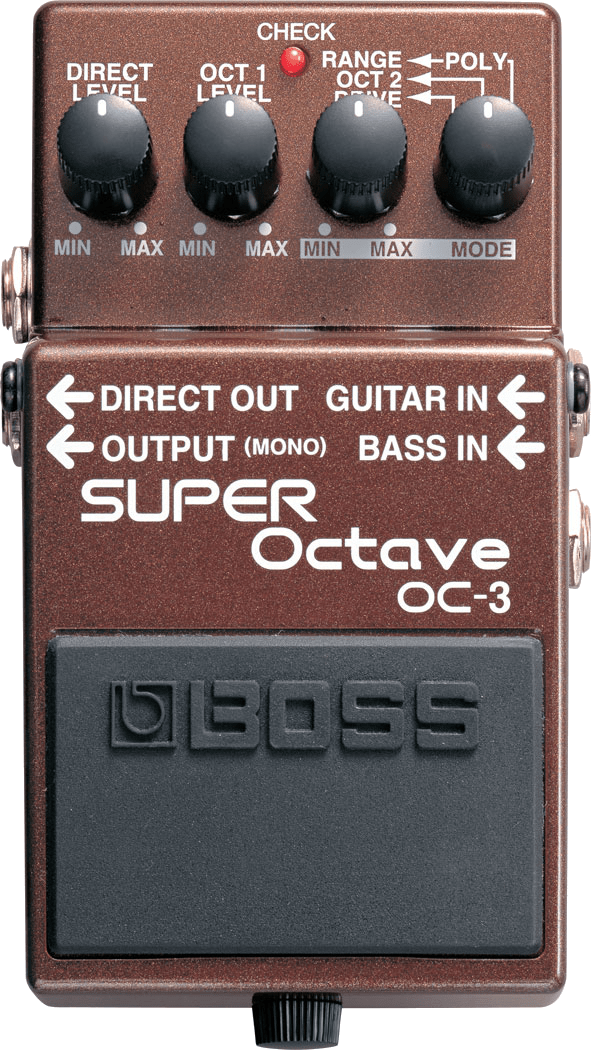 CHECK
DIRECT LEVEL
OCT 1 LEVEL
RANGE POLY
OCT 2
DRIVE
MIN MAX MIN MAX MIN MAX MODE
DIRECT OUT GUITAR IN
OUTPUT (MONO) BASS IN
SUPER
Octave
OC-3
BOSS